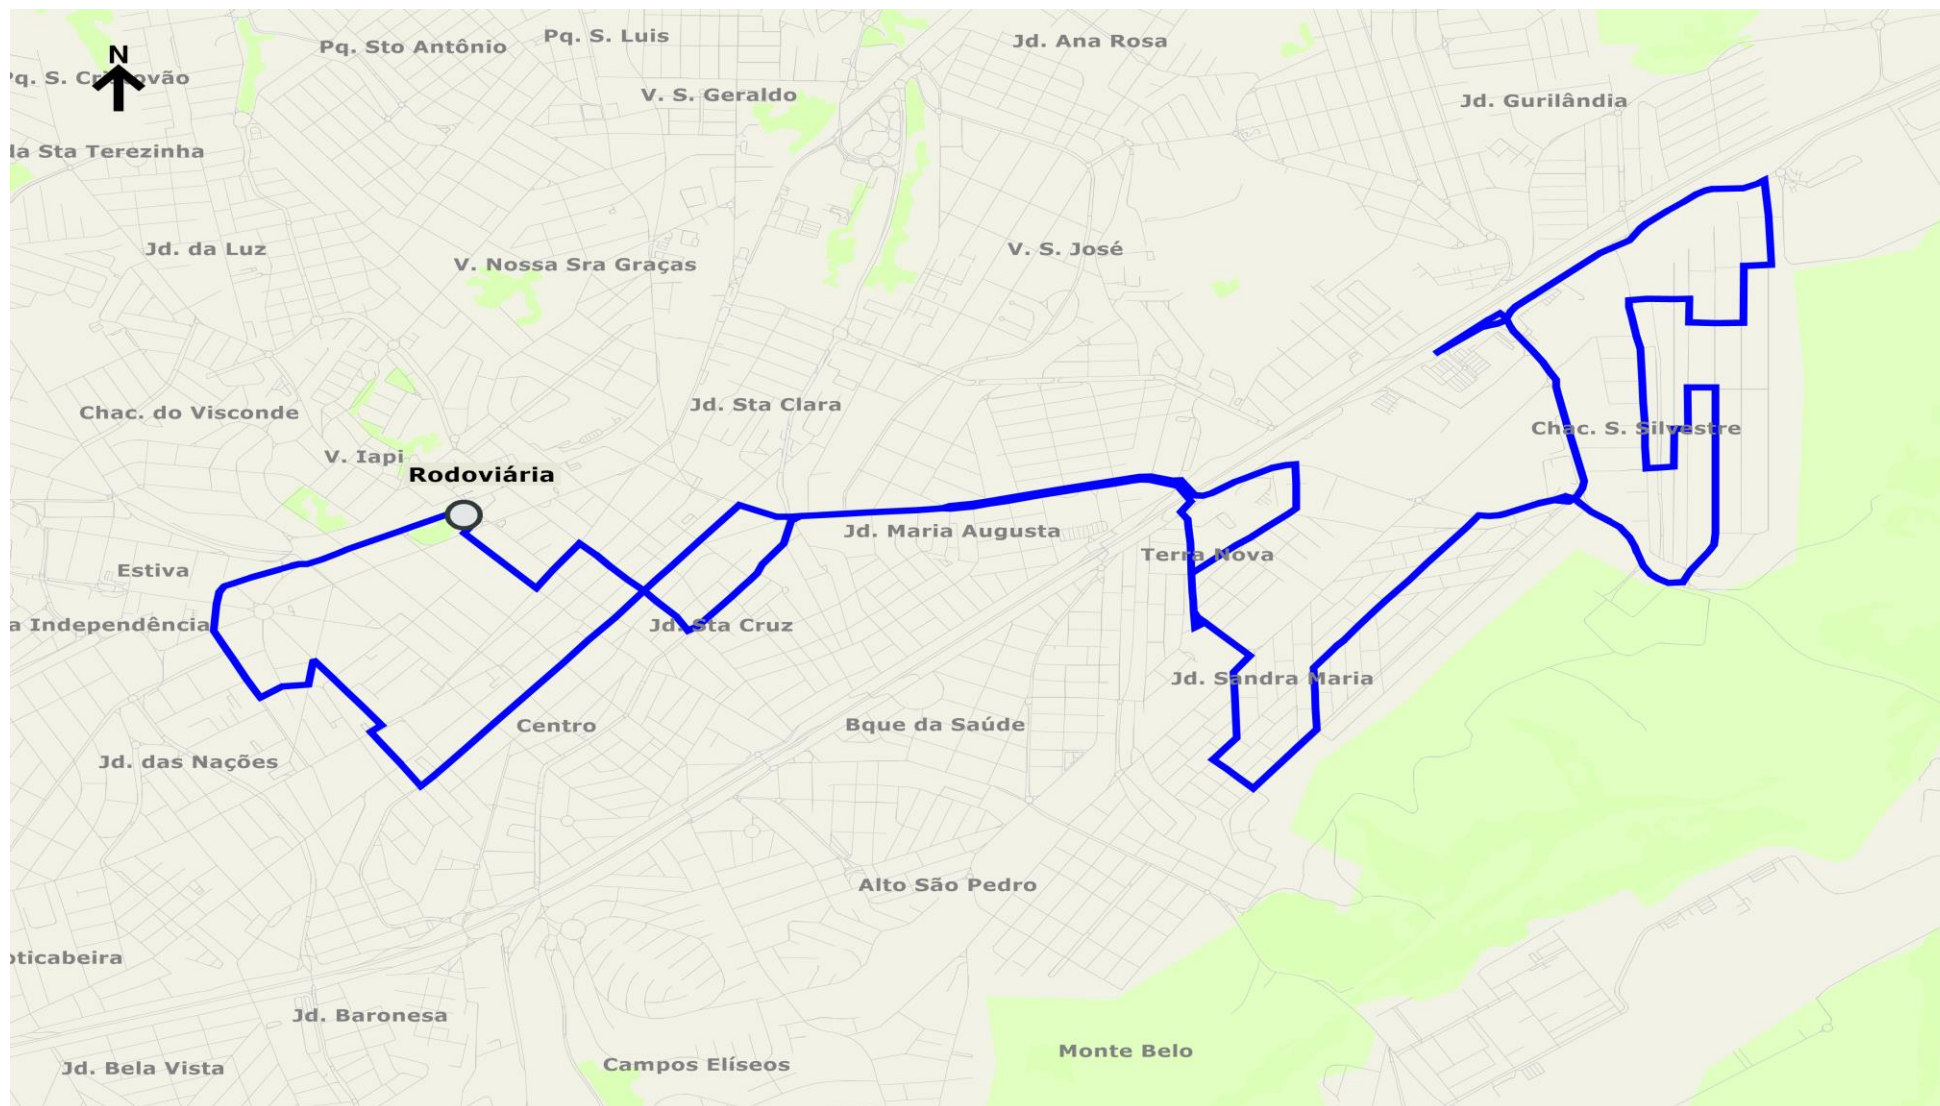 Pq. S. Luis
Pq. Sto Antônio
Jd. Ana Rosa
N
V. S. Geraldo
Jd. Gurilândia
la Sta Terezinha
Jd. da Luz
V. S. José
V. Nossa Sra Graças
Jd. Sta Clara
Chac. do Visconde
Chac. S. Silvestre
V. Iapi
Rodoviária
Jd. Maria Augusta
Terra Nova
Estiva
a Independência
Jd. Sta Cruz
Jd. Sandra Maria
Centro
Bque da Saúde
Jd. das Nações
Alto São Pedro
oticabeira
Jd. Baronesa
Monte Belo
Campos Elíseos
Jd. Bela Vista